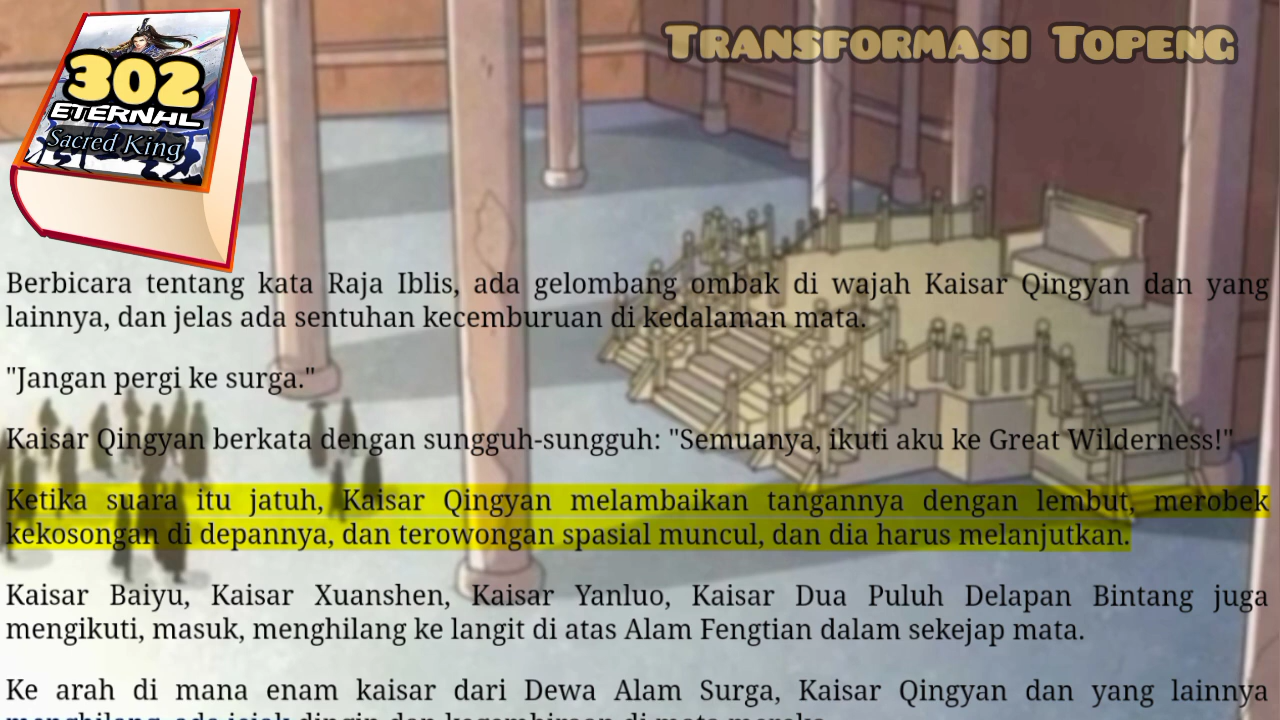 Transformasi Topeng
302
ETERNAL
Sacred King
Berbicara tentang kata Raja Iblis, ada gelombang ombak di wajah Kaisar Qingyan dan yang
lainnya, dan jelas ada sentuhan kecemburuan di kedalaman mata.
"Jangan pergi ke surga."
Kaisar Qingyan berkata dengan sungguh-sungguh: "Semuanya, ikuti aku ke Great Wilderness!"
Ketika suara itu jatuh, Kaisar Qingyan melambaikan tangannya dengan lembut, merobek
kekosongan di depannya, dan terowongan spasial muncul, dan dia harus melanjutkan.
Kaisar Baiyu, Kaisar Xuanshen, Kaisar Yanluo, Kaisar Dua Puluh Delapan Bintang juga
mengikuti, masuk, menghilang ke langit di atas Alam Fengtian dalam sekejap mata.
Ke arah di mana enam kaisar dari Dewa Alam Surga, Kaisar Qingyan dan yang lainnya